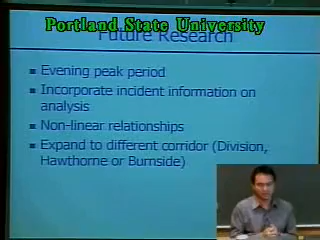 Portland State University
Future Research
Evening peak period
Incorporate incident information on
analysis
Non-linear relationships
Expand to different corridor (Division,
Hawthorne or Burnside)